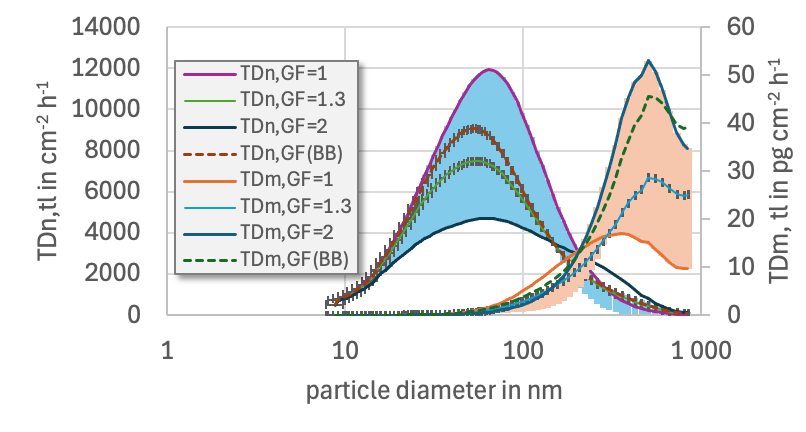 14000
12000
10000
8000
6000
4000
2000
0
TDn,tl in cm⁻² h⁻¹
TDn,GF=1
TDn,GF=1.3
TDn,GF=2
TDn,GF(BB)
TDm,GF=1
TDm,GF=1.3
TDm,GF=2
TDm,GF(BB)
60
50
40
30
20
10
0
TDm, tl in pg cm⁻² h⁻¹
1
10
100
1 000
particle diameter in nm